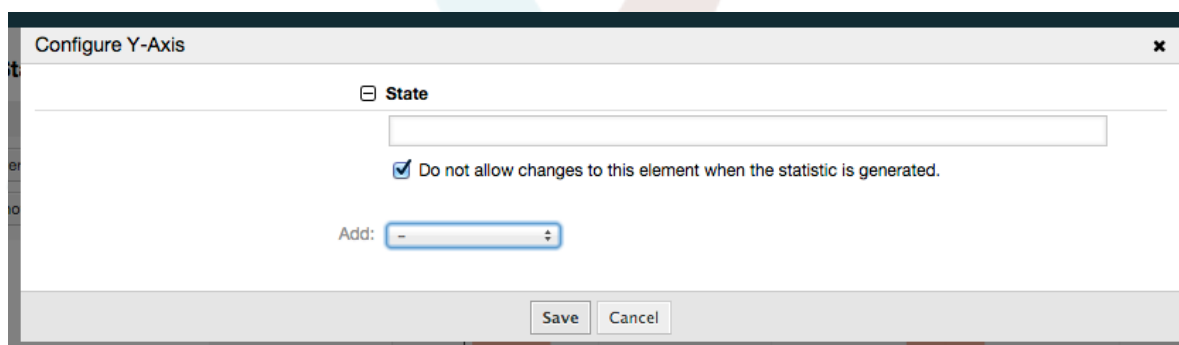 Configure Y-Axis
State
Do not allow changes to this element when the statistic is generated.
Add: –
Save Cancel